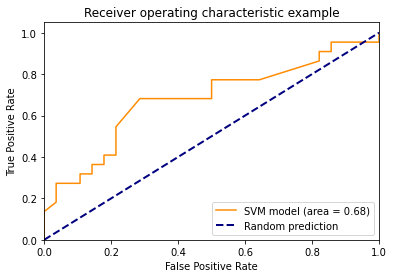 Receiver operating characteristic example
True Positive Rate
1.0
0.8
0.6
0.4
0.2
0.0
SVM model (area = 0.68)
Random prediction
0.0 0.2 0.4 0.6 0.8 1.0
False Positive Rate